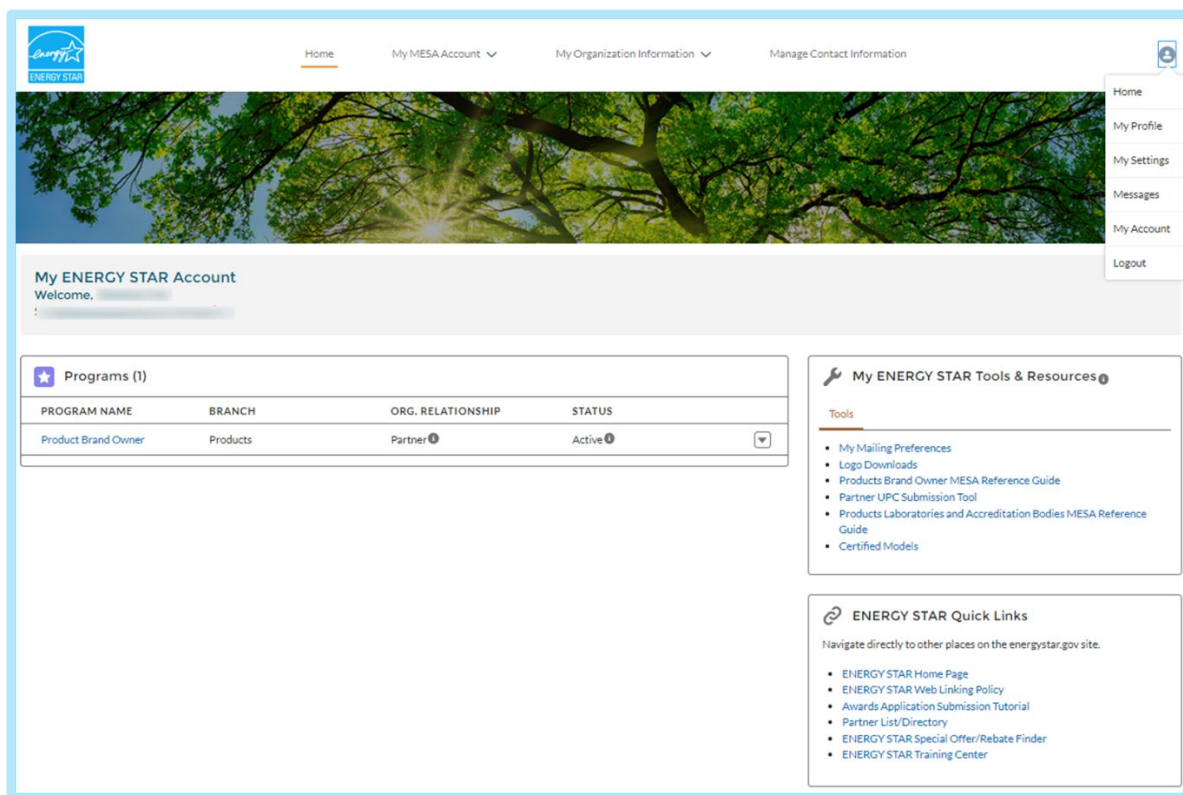 energy
ENERGY STAR
Home
My MESA Account
My Organization Information
Manage Contact Information
Home
My Profile
My Settings
Messages
My Account
Logout
My ENERGY STAR Account
Welcome,
Programs (1)
PROGRAM NAME BRANCH ORG. RELATIONSHIP STATUS
Product Brand Owner Products Partner Active
My ENERGY STAR Tools & Resources
Tools
My Mailing Preferences
Logo Downloads
Products Brand Owner MESA Reference Guide
Partner UPC Submission Tool
Products Laboratories and Accreditation Bodies MESA Reference
Guide
Certified Models
ENERGY STAR Quick Links
Navigate directly to other places on the energystar.gov site.
ENERGY STAR Home Page
ENERGY STAR Web Linking Policy
Awards Application Submission Tutorial
Partner List/Directory
ENERGY STAR Special Offer/Rebate Finder
ENERGY STAR Training Center